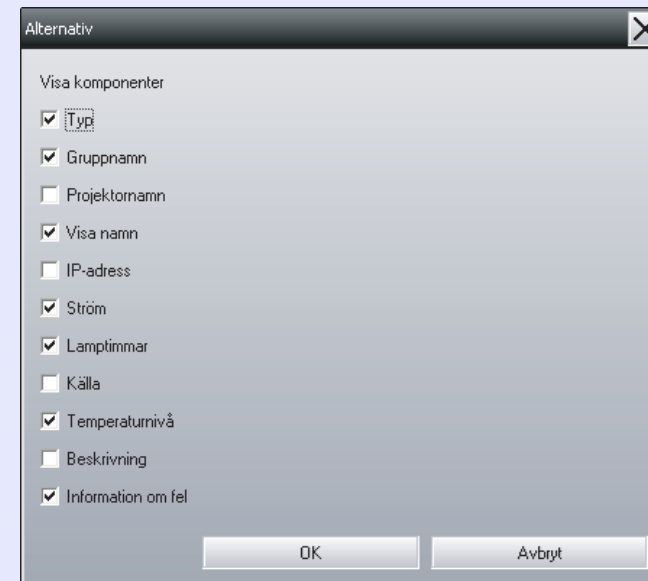 Alternativ
Visa komponenter
Typ
Gruppnamn
Projektornamn
Visa namn
IP-adress
Ström
Lamptimmar
Källa
Temperaturnivå
Beskrivning
Information om fel
OK
Avbryt